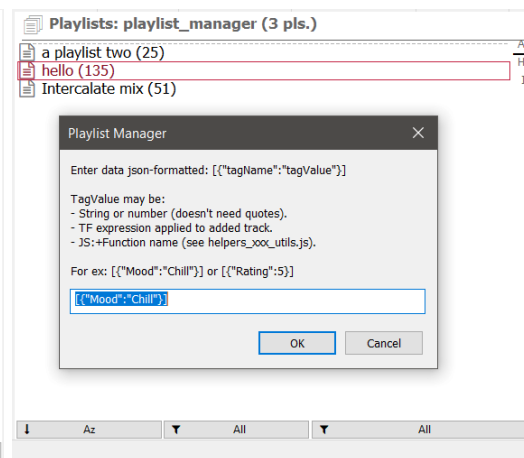 Playlists: playlist_manager (3 pls.)
a playlist two (25)
A
hello (135)
H
Intercalate mix (51)
I
Playlist Manager
Enter data json-formatted: [{"tagName":"tagValue"}]
TagValue may be:
- String or number (doesn't need quotes).
- TF expression applied to added track.
- JS:+Function name (see helpers_xxx_utils.js).
For ex: [{"Mood":"Chill"}] or [{"Rating":5}]
[{"Mood":"Chill"}]
OK Cancel
Az All All